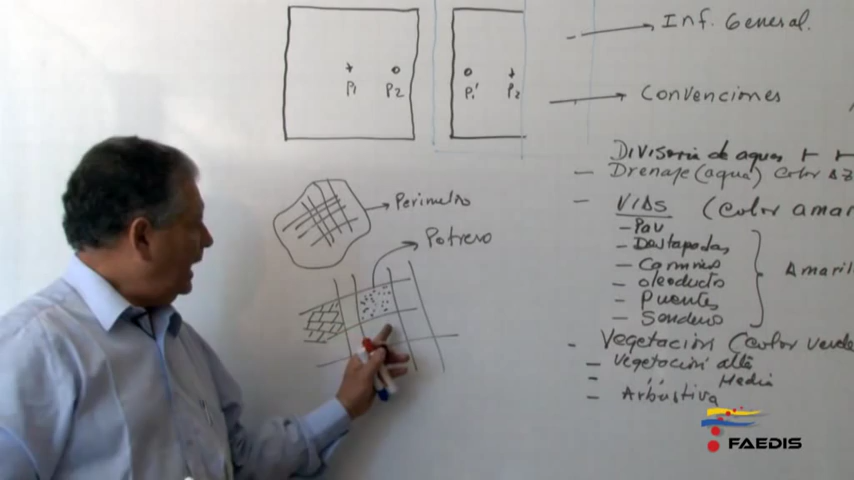 Inf. General.
P1 P2 P1' P2
Convenciones
Divisoria de aguas
- Drenaje (agua) color AZ
- VIAS (color amar
- Pav
- Destapadas
- Caminos
- oleoducto
- Puentes
- Sendero
Amaril
Perimetro
Potrero
- Vegetación (color verde
- Vegetación alta
- " Media
- Arbustiva
FAEDIS